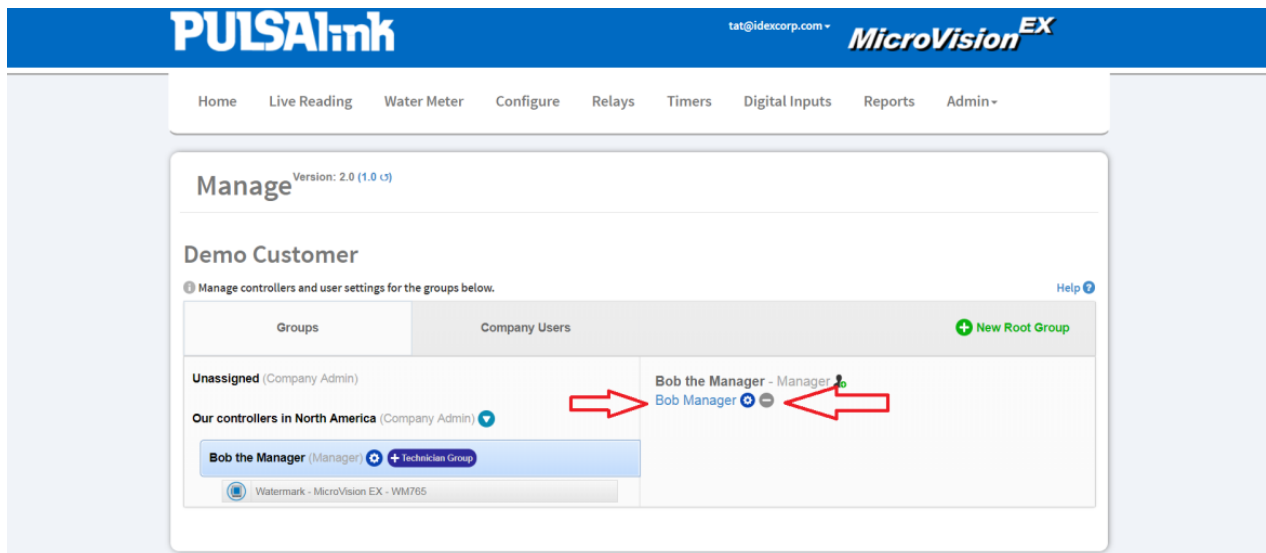 PULSAlink
tat@idexcorp.com
MicroVisionEX
Home Live Reading Water Meter Configure Relays Timers Digital Inputs Reports Admin
Manage Version: 2.0 (1.0 ↺)
Demo Customer
Manage controllers and user settings for the groups below.
Help
Groups Company Users New Root Group
Unassigned (Company Admin)
Our controllers in North America (Company Admin)
Bob the Manager (Manager) + Technician Group
Watermark - MicroVision EX - WM765
Bob the Manager - Manager
Bob Manager